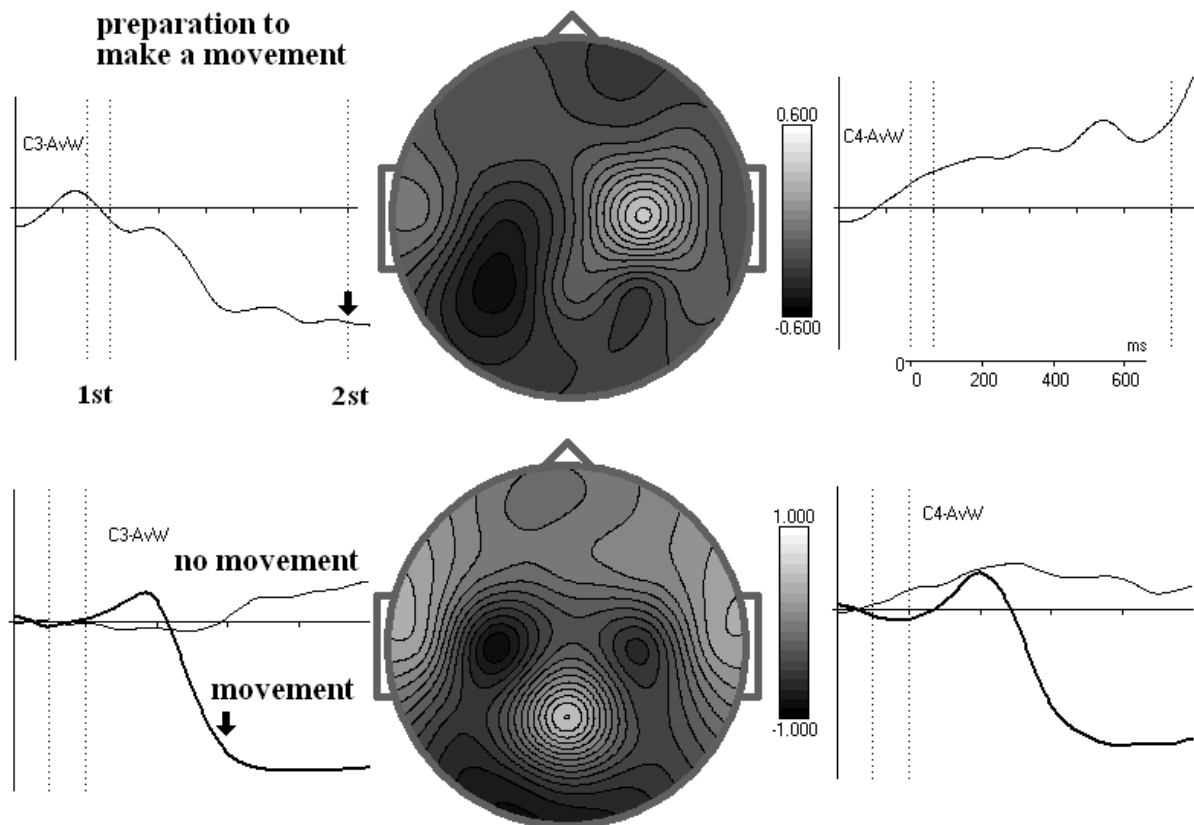 preparation to
make a movement
C3-AvW
0.600
-0.600
C4-AvW
ms
0
0 200 400 600
1st
2st
C3-AvW
no movement
movement
1.000
-1.000
C4-AvW